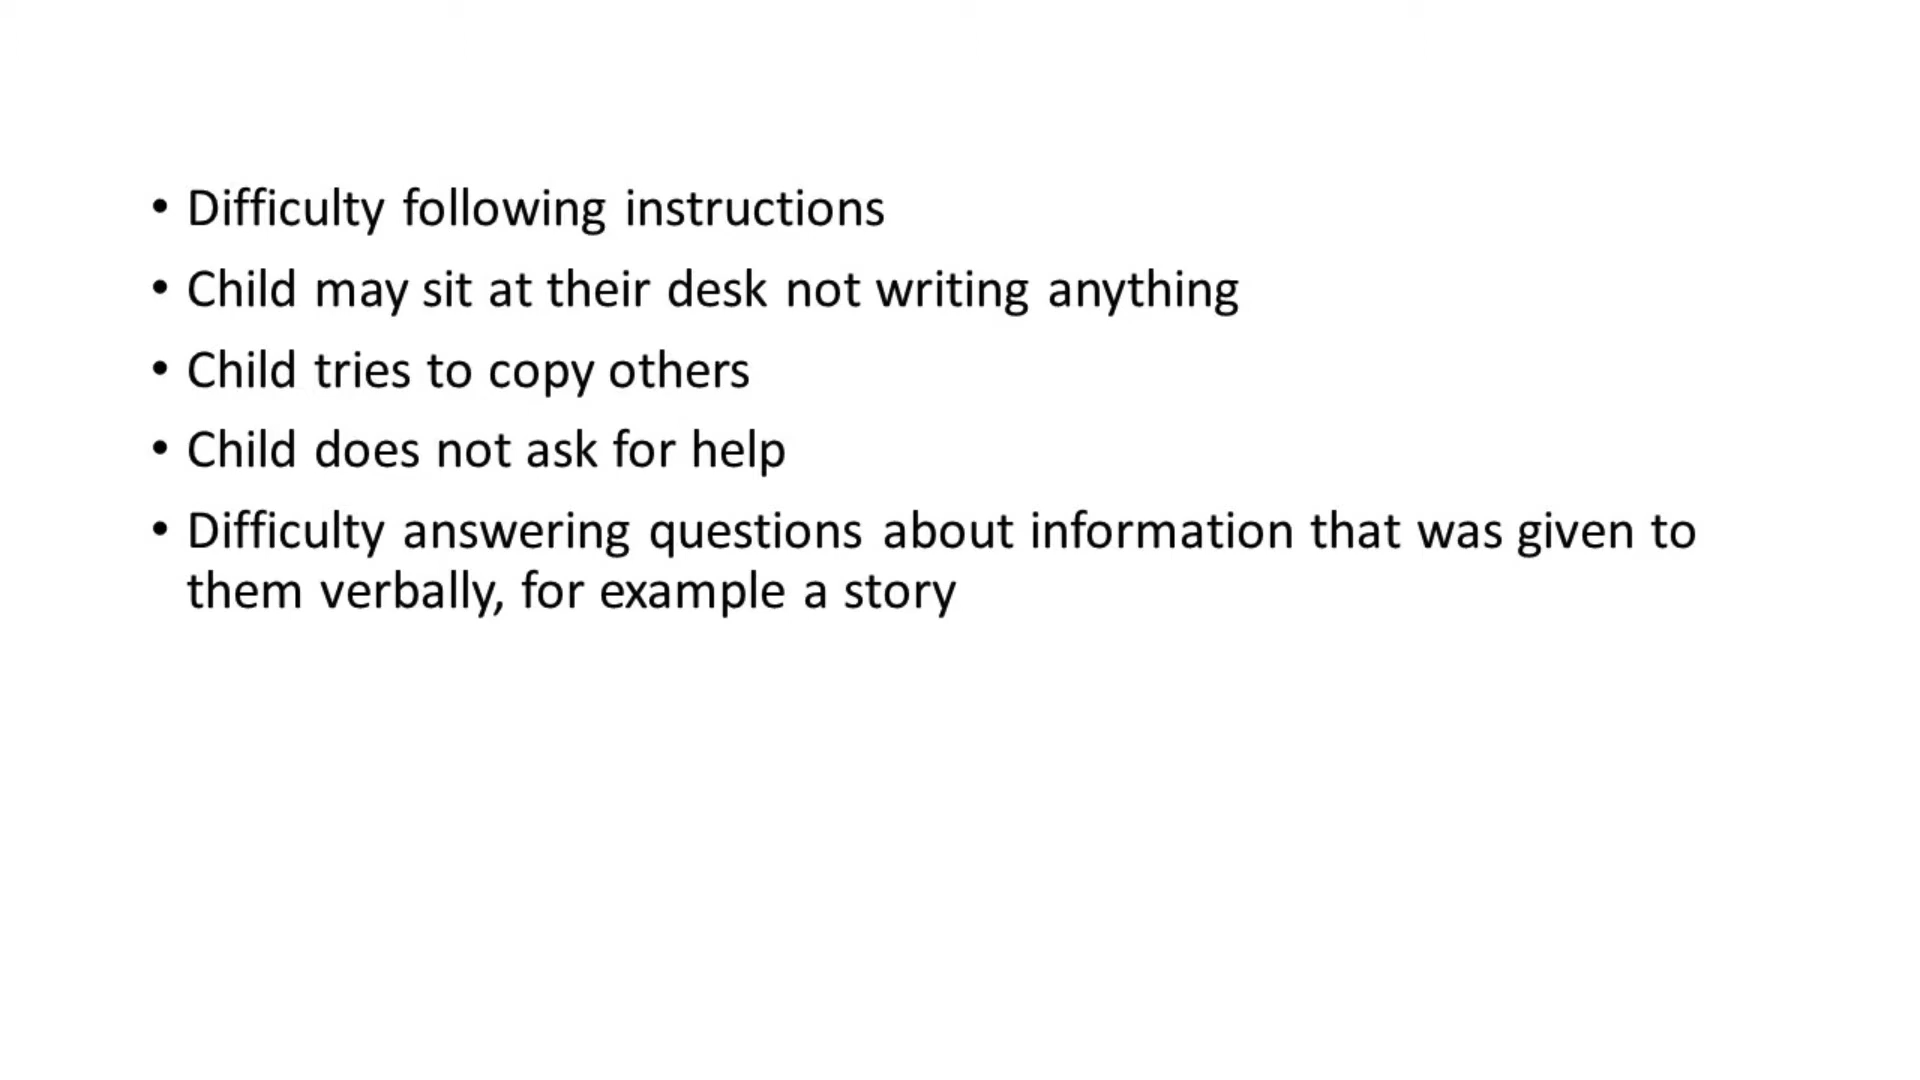 • Difficulty following instructions
• Child may sit at their desk not writing anything
• Child tries to copy others
• Child does not ask for help
• Difficulty answering questions about information that was given to
them verbally, for example a story